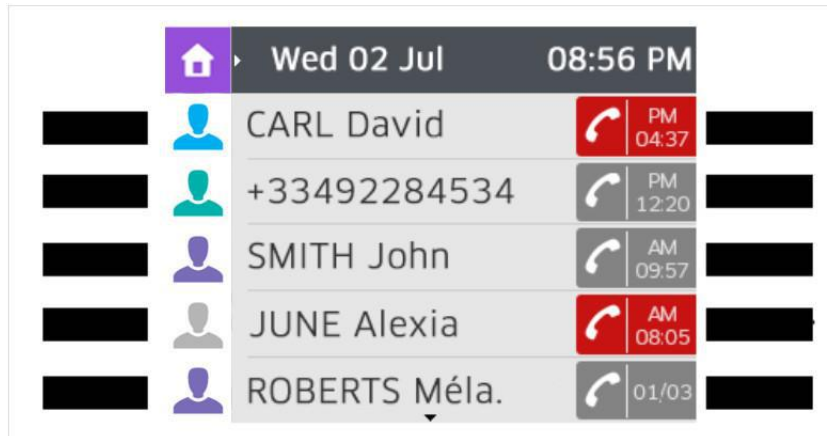 Wed 02 Jul 08:56 PM
CARL David PM 04:37
+33492284534 PM 12:20
SMITH John AM 09:57
JUNE Alexia AM 08:05
ROBERTS Méla. 01/03